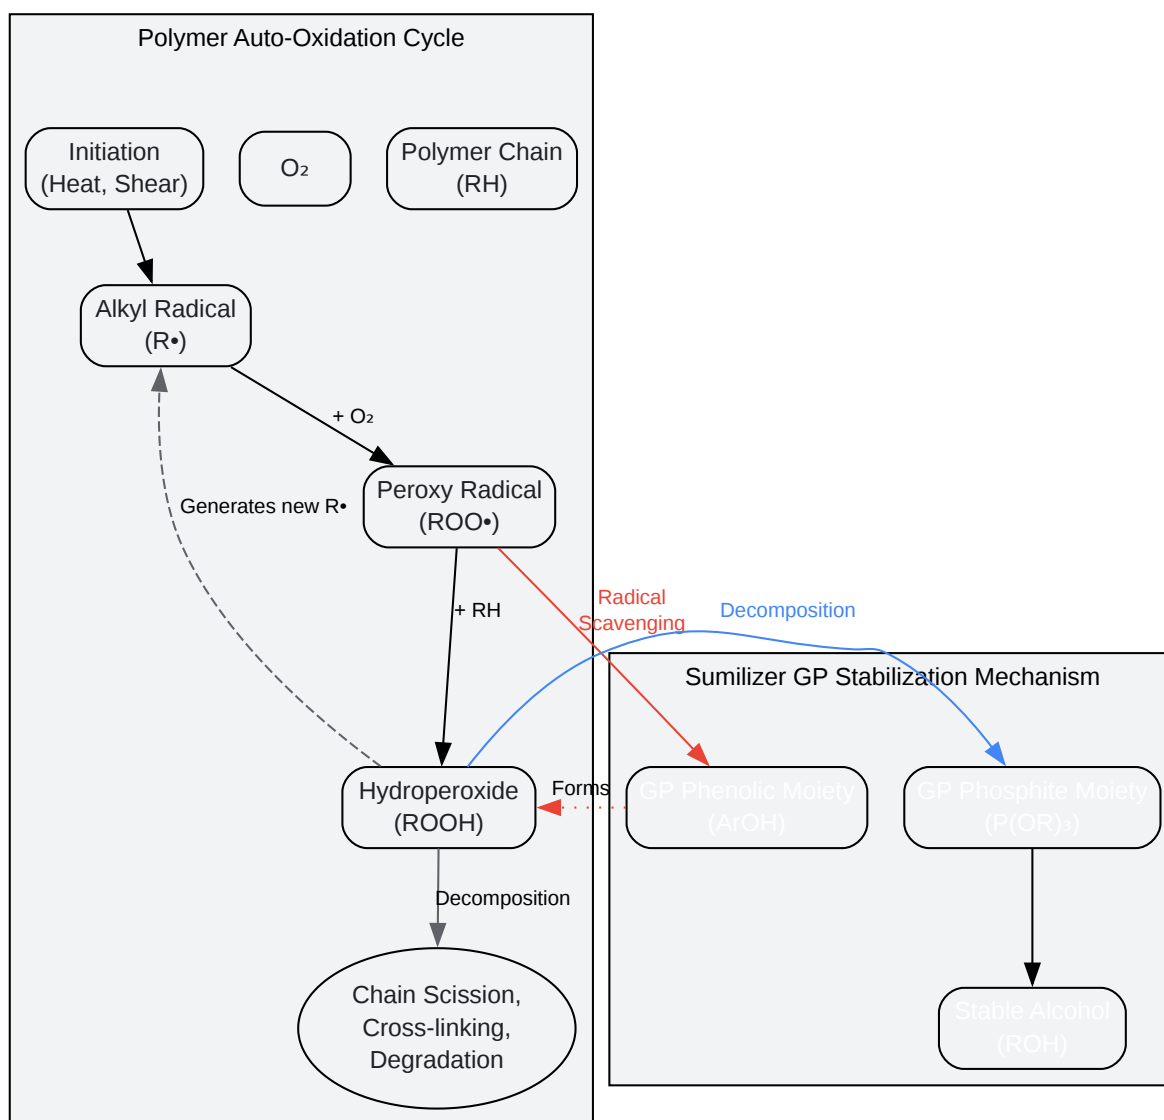 Polymer Auto-Oxidation Cycle
Initiation
(Heat, Shear)
O₂
Polymer Chain
(RH)
Alkyl Radical
(R•)
+ O₂
Peroxy Radical
(ROO•)
Generates new R•
+ RH
Radical
Scavenging
Decomposition
Sumilizer GP Stabilization Mechanism
Hydroperoxide
(ROOH)
Forms
GP Phenolic Moiety
(ArOH)
GP Phosphite Moiety
(P(OR)₃)
Decomposition
Chain Scission,
Cross-linking,
Degradation
Stable Alcohol
(ROH)